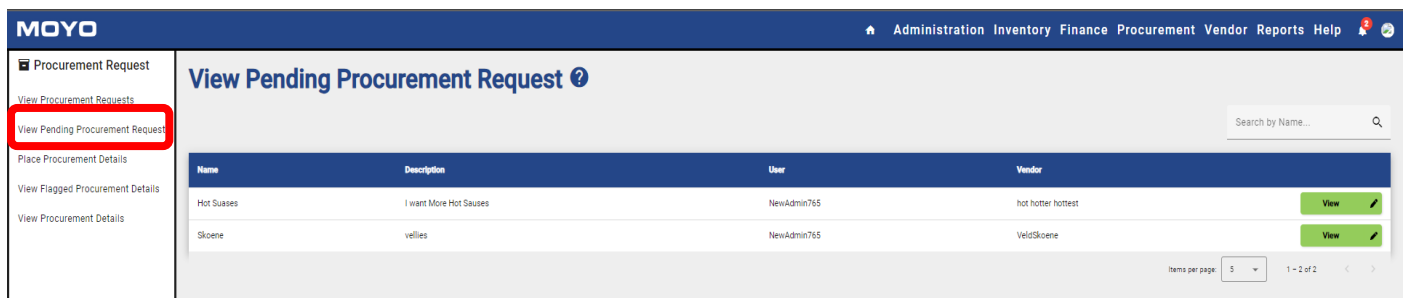 MOYO
Administration Inventory Finance Procurement Vendor Reports Help 2
Procurement Request
View Procurement Requests
View Pending Procurement Request
Place Procurement Details
View Flagged Procurement Details
View Procurement Details
View Pending Procurement Request ?
Search by Name...
Name Description User Vendor
Hot Suases I want More Hot Sauses NewAdmin765 hot hotter hottest View
Skoene vellies NewAdmin765 VeldSkoene View
Items per page: 5 1 – 2 of 2